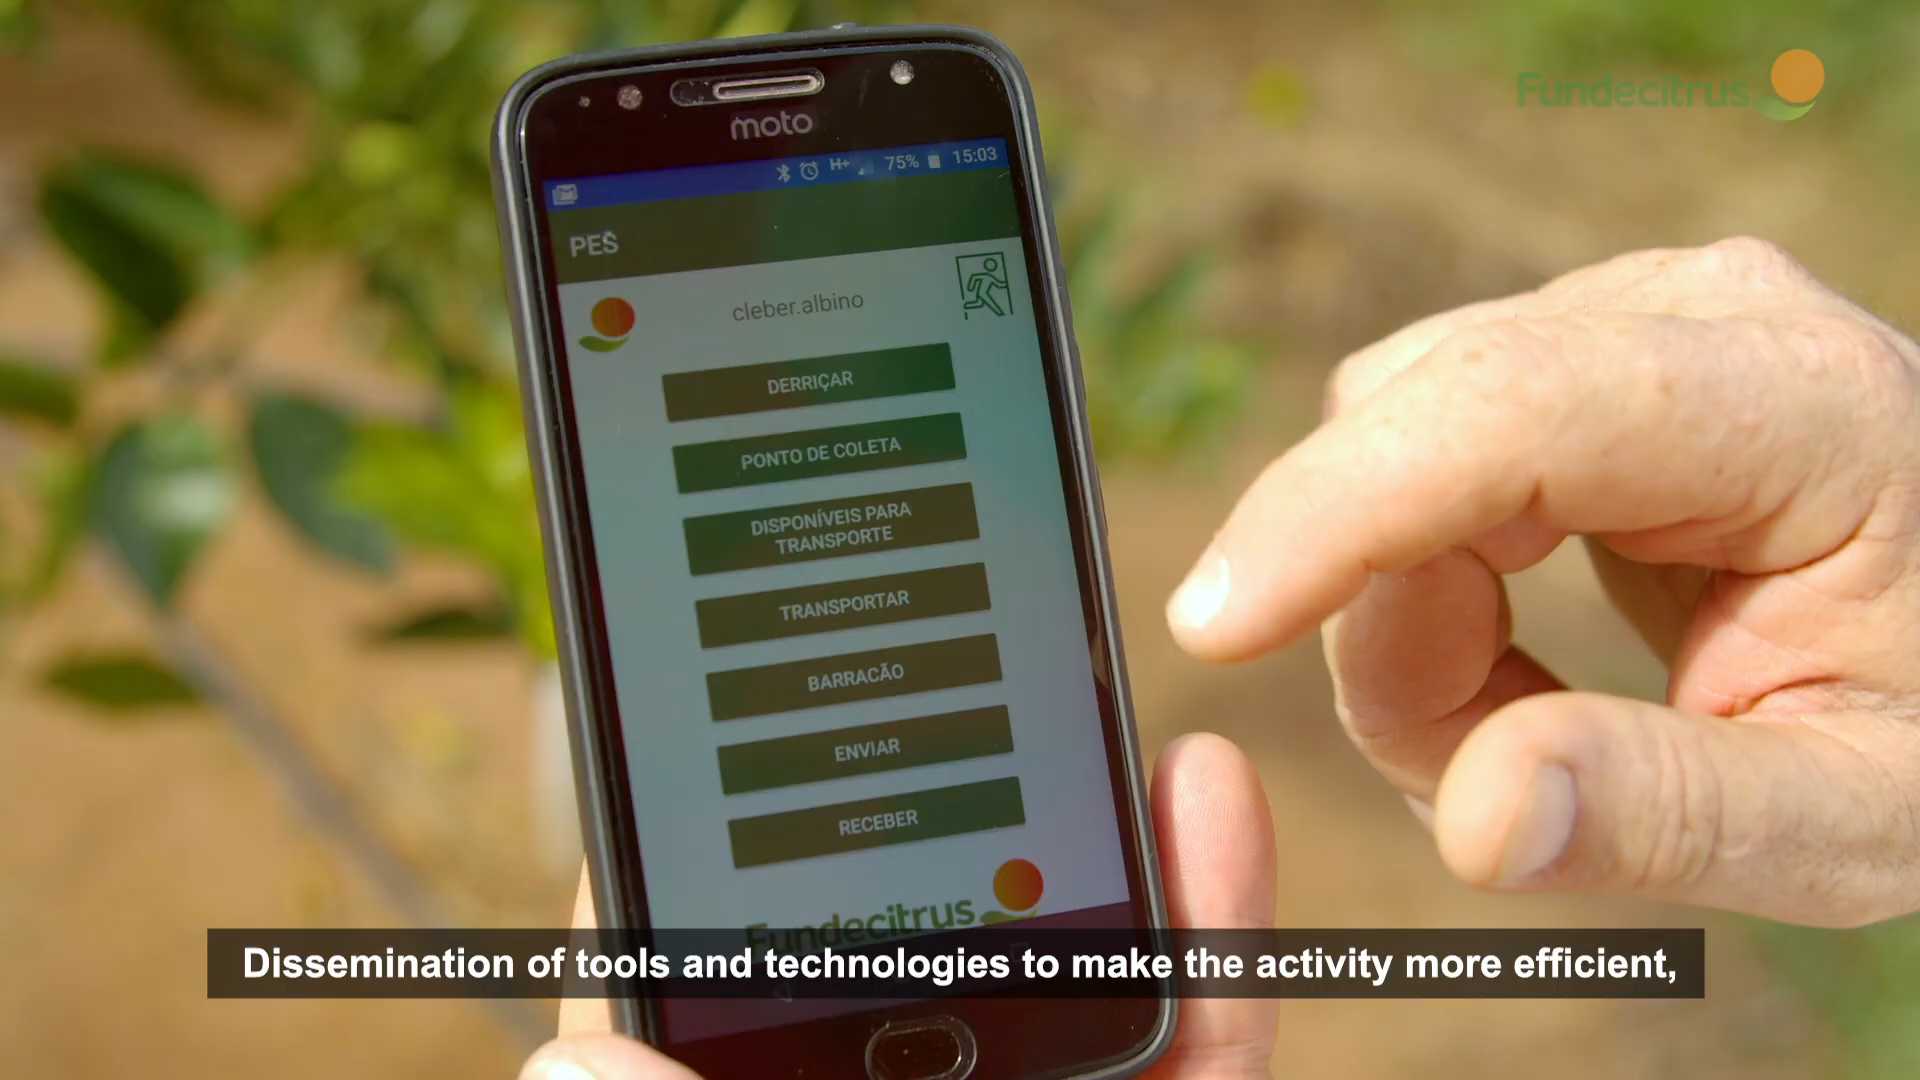 Fundecitrus
moto
H+ 75% 15:03
PES
cleber.albino
DERRIÇAR
PONTO DE COLETA
DISPONÍVEIS PARA
TRANSPORTE
TRANSPORTAR
BARRACÃO
ENVIAR
RECEBER
Fundecitrus
Dissemination of tools and technologies to make the activity more efficient,